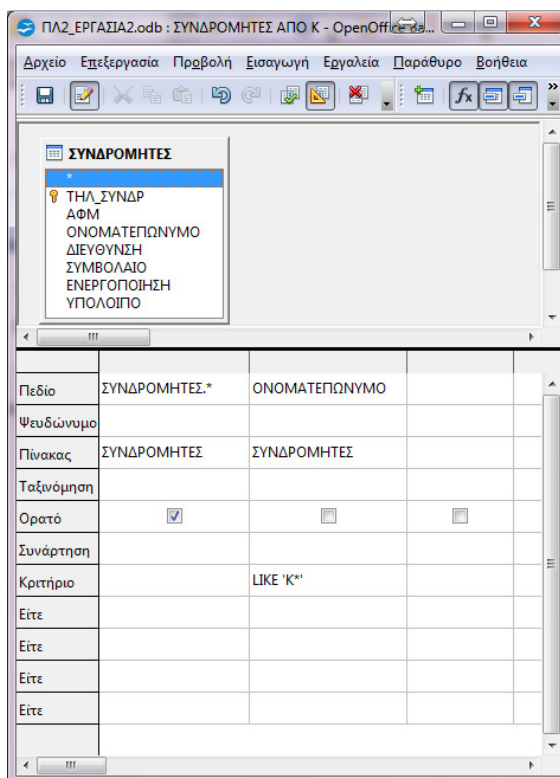 ΠΛ2_ΕΡΓΑΣΙΑ2.odb : ΣΥΝΔΡΟΜΗΤΕΣ ΑΠΟ Κ - OpenOffice
Αρχείο Επεξεργασία Προβολή Εισαγωγή Εργαλεία Παράθυρο Βοήθεια
ΣΥΝΔΡΟΜΗΤΕΣ
*
ΤΗΛ_ΣΥΝΔΡ
ΑΦΜ
ΟΝΟΜΑΤΕΠΩΝΥΜΟ
ΔΙΕΥΘΥΝΣΗ
ΣΥΜΒΟΛΑΙΟ
ΕΝΕΡΓΟΠΟΙΗΣΗ
ΥΠΟΛΟΙΠΟ
Πεδίο ΣΥΝΔΡΟΜΗΤΕΣ.* ΟΝΟΜΑΤΕΠΩΝΥΜΟ
Ψευδώνυμο
Πίνακας ΣΥΝΔΡΟΜΗΤΕΣ ΣΥΝΔΡΟΜΗΤΕΣ
Ταξινόμηση
Ορατό
Συνάρτηση
Κριτήριο LIKE 'Κ*'
Είτε
Είτε
Είτε
Είτε